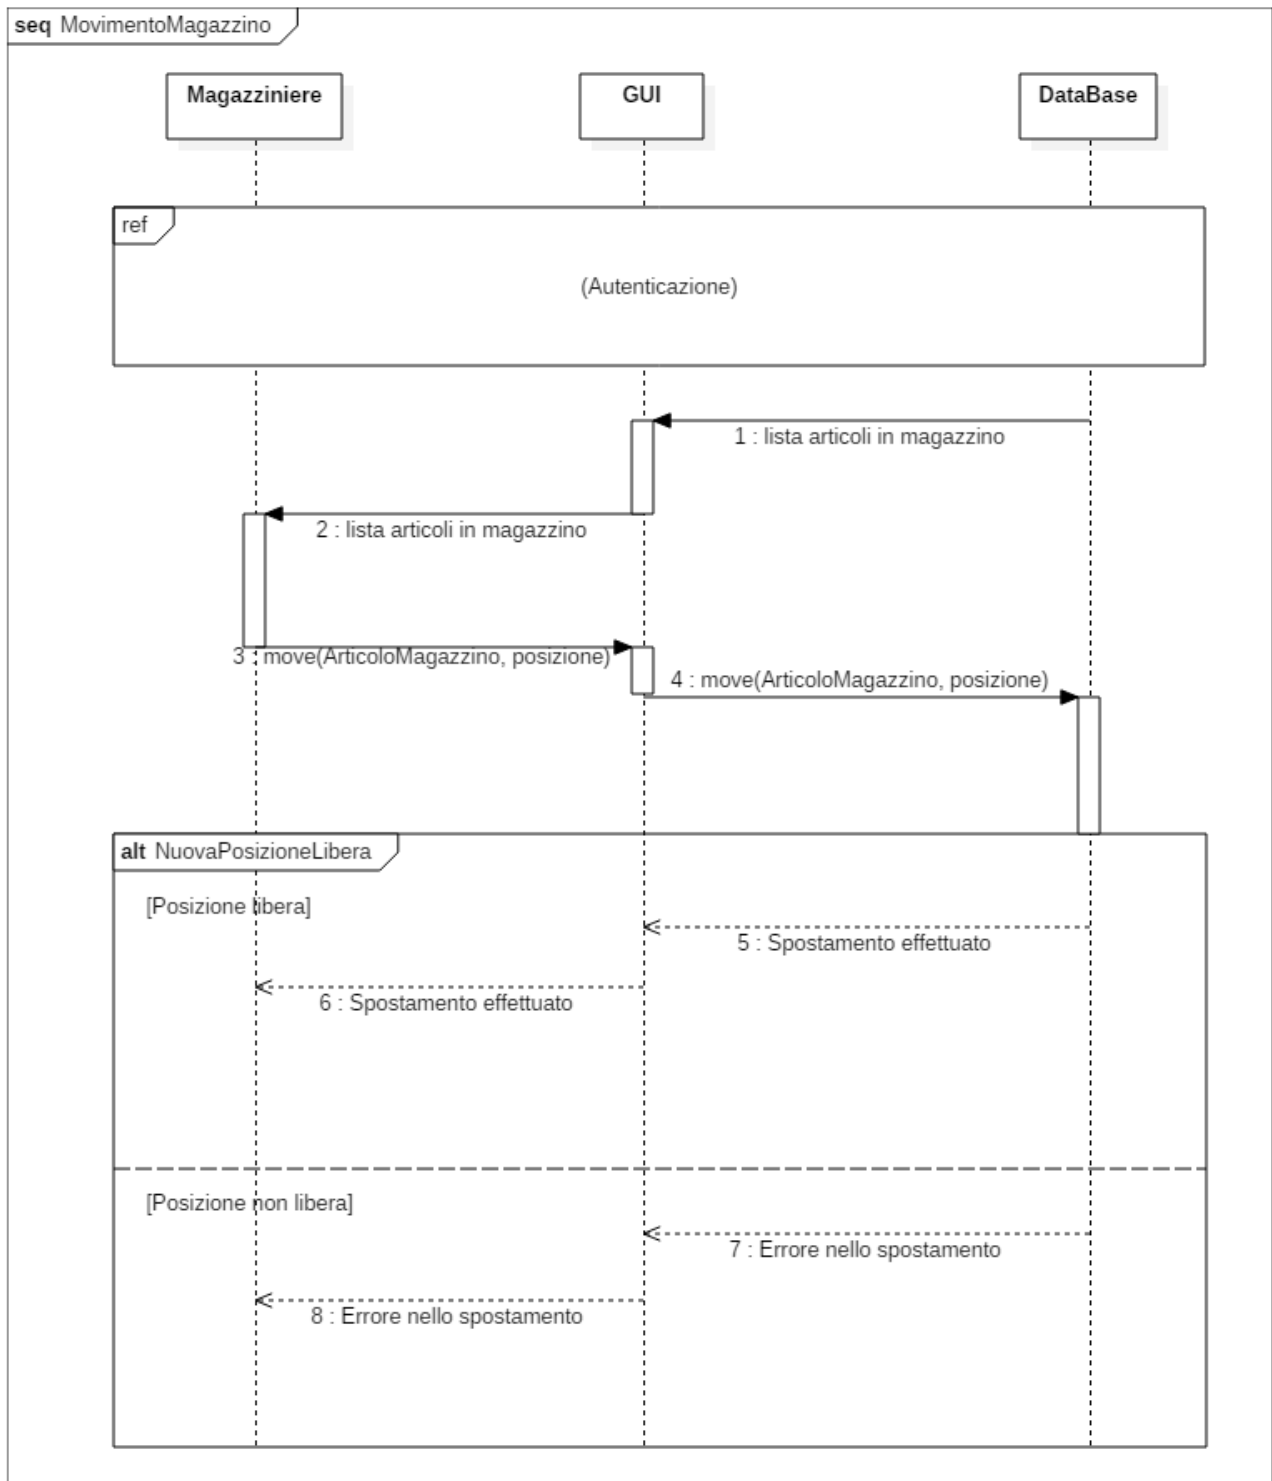 seq MovimentoMagazzino
Magazziniere
GUI
DataBase
ref
(Autenticazione)
1 : lista articoli in magazzino
2 : lista articoli in magazzino
3 : move(ArticoloMagazzino, posizione)
4 : move(ArticoloMagazzino, posizione)
alt NuovaPosizioneLibera
[Posizione libera]
5 : Spostamento effettuato
6 : Spostamento effettuato
[Posizione non libera]
7 : Errore nello spostamento
8 : Errore nello spostamento